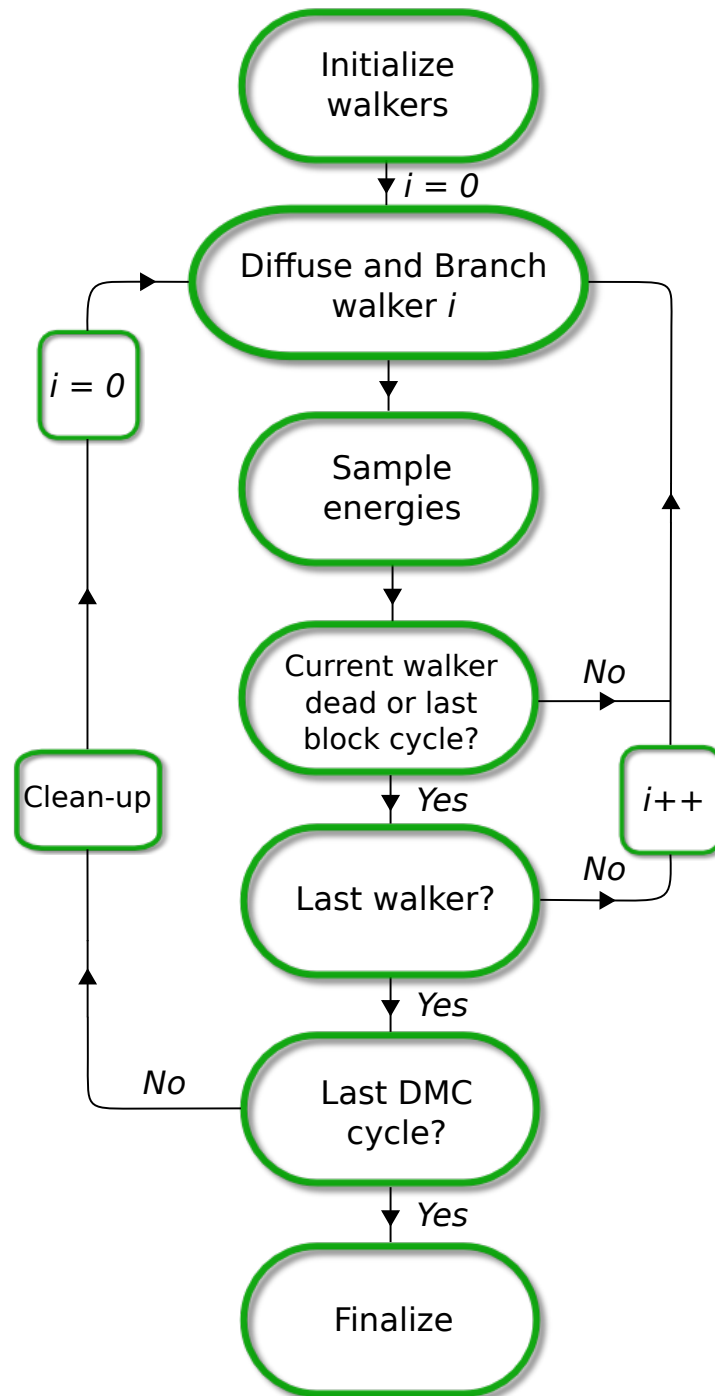 Initialize
walkers
i = 0
Diffuse and Branch
walker i
i = 0
Sample
energies
Current walker
dead or last
block cycle?
No
Yes
Clean-up
i++
Last walker?
No
Yes
Last DMC
cycle?
No
Yes
Finalize